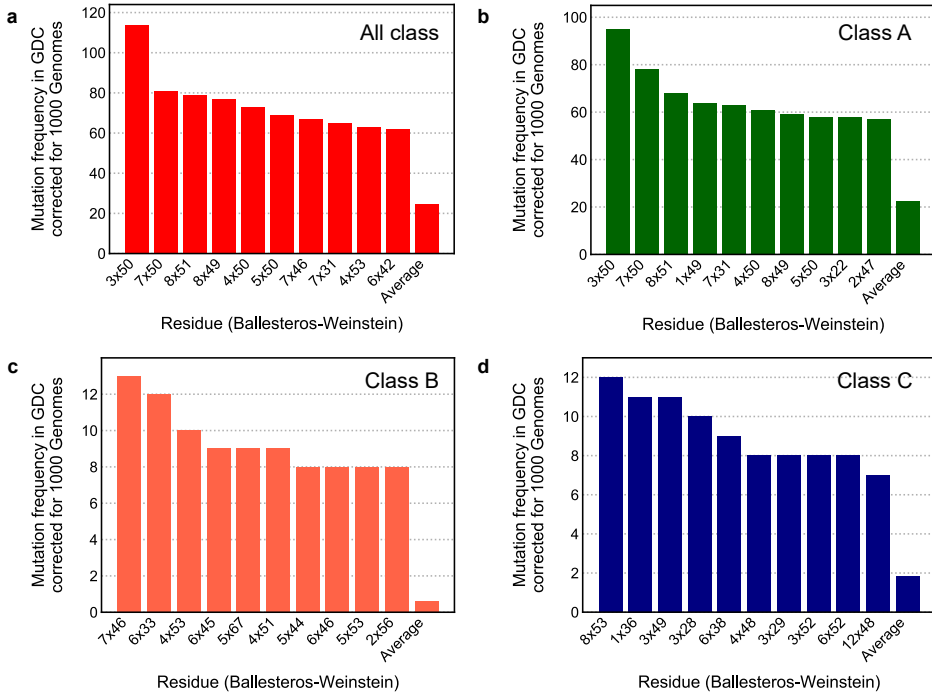 a
All class
Mutation frequency in GDC
corrected for 1000 Genomes
120
100
80
60
40
20
0
3x50
7x50
8x51
8x49
4x50
5x50
7x46
7x31
4x53
6x42
Average
Residue (Ballesteros-Weinstein)
b
Class A
Mutation frequency in GDC
corrected for 1000 Genomes
100
80
60
40
20
0
3x50
7x50
8x51
1x49
7x31
4x50
8x49
5x50
3x22
2x47
Average
Residue (Ballesteros-Weinstein)
c
Class B
Mutation frequency in GDC
corrected for 1000 Genomes
12
10
8
6
4
2
0
7x46
6x33
4x53
6x45
5x67
4x51
5x44
6x46
5x53
2x56
Average
Residue (Ballesteros-Weinstein)
d
Class C
Mutation frequency in GDC
corrected for 1000 Genomes
12
10
8
6
4
2
0
8x53
1x36
3x49
3x28
6x38
4x48
3x29
3x52
6x52
12x48
Average
Residue (Ballesteros-Weinstein)